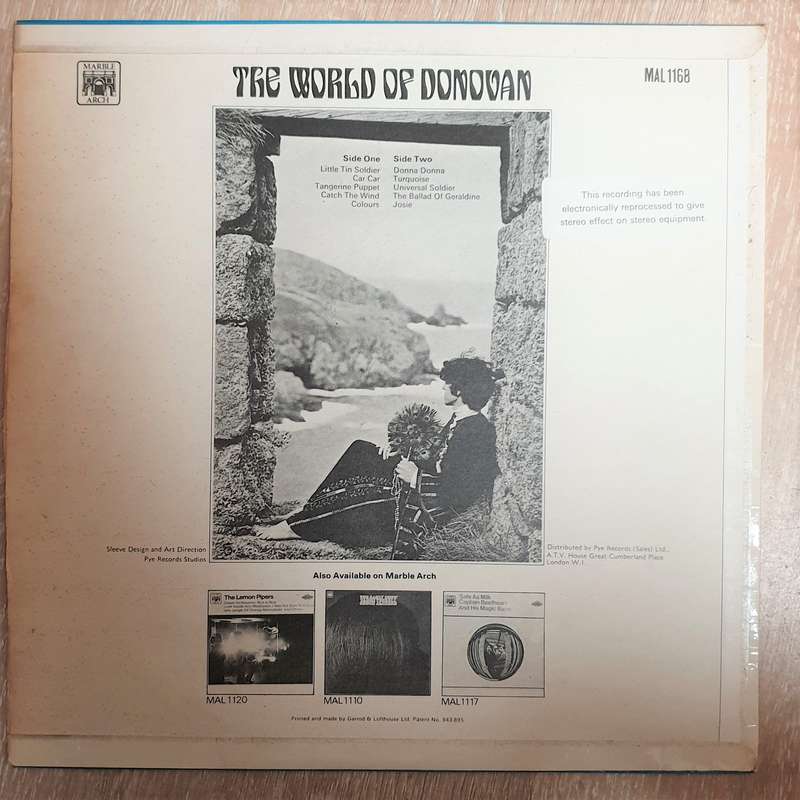 MARBLE
ARCH
THE WORLD OF DONOVAN
MAL 1168
Side One
Little Tin Soldier
Car Car
Tangerine Puppet
Catch The Wind
Colours
Side Two
Donna Donna
Turquoise
Universal Soldier
The Ballad Of Geraldine
Josie
This recording has been
electronically reprocessed to give
stereo effect on stereo equipment.
Sleeve Design and Art Direction
Pye Records Studios
Distributed by Pye Records (Sales) Ltd.,
A.T.V. House Great Cumberland Place
London W.1.
Also Available on Marble Arch
The Lemon Pipers
Safe As Milk
Captain Beefheart
And His Magic Band
MAL 1120
MAL 1110
MAL 1117
Printed and made by Garrod & Lofthouse Ltd. Patent No. 943,895